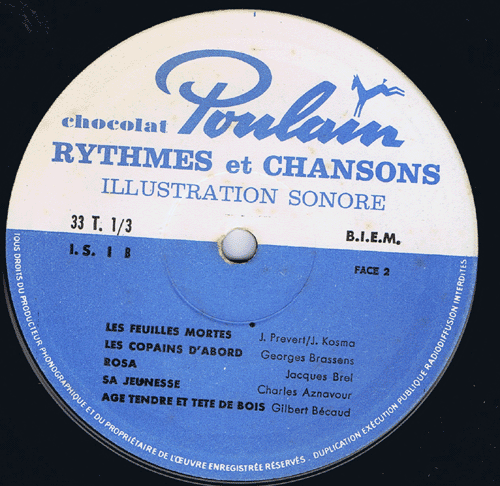 chocolat Poulain
RYTHMES et CHANSONS
ILLUSTRATION SONORE
33 T. 1/3
B.I.E.M.
I. S. 1 B
FACE 2
LES FEUILLES MORTES J. Prevert/J. Kosma
LES COPAINS D'ABORD Georges Brassens
ROSA Jacques Brel
SA JEUNESSE Charles Aznavour
AGE TENDRE ET TETE DE BOIS Gilbert Bécaud
TOUS DROITS DU PRODUCTEUR PHONOGRAPHIQUE ET DU PROPRIÉTAIRE DE L'ŒUVRE ENREGISTRÉE RÉSERVÉS. DUPLICATION EXÉCUTION PUBLIQUE RADIODIFFUSION INTERDITES